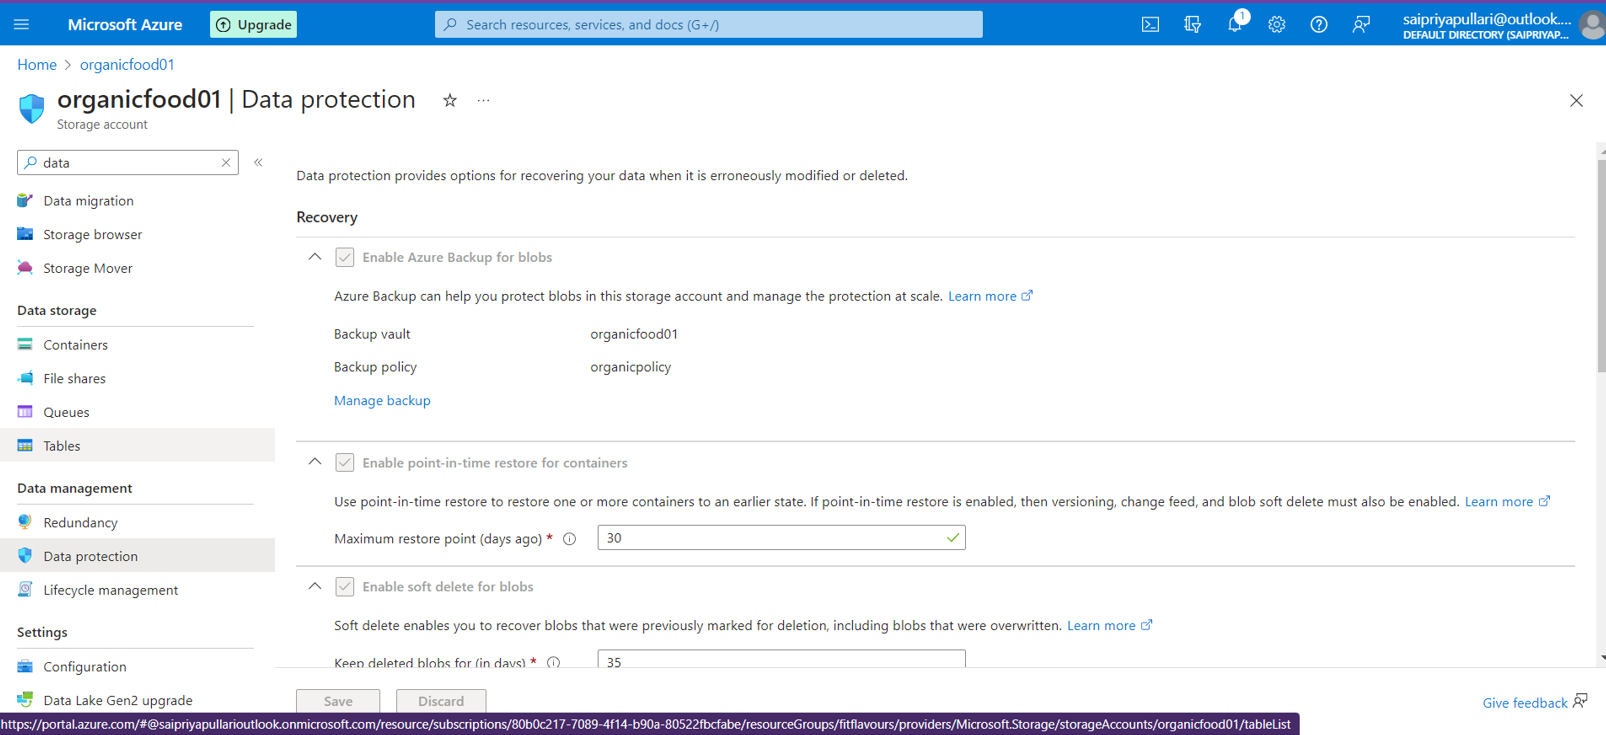 Microsoft Azure
Upgrade
Search resources, services, and docs (G+/)
1
saipriyapullari@outlook....
DEFAULT DIRECTORY (SAIPRIYAP...
Home > organicfood01
organicfood01 | Data protection ☆ ...
Storage account
data
Data migration
Storage browser
Storage Mover
Data storage
Containers
File shares
Queues
Tables
Data management
Redundancy
Data protection
Lifecycle management
Settings
Configuration
Data Lake Gen2 upgrade
Data protection provides options for recovering your data when it is erroneously modified or deleted.
Recovery
Enable Azure Backup for blobs
Azure Backup can help you protect blobs in this storage account and manage the protection at scale. Learn more
Backup vault organicfood01
Backup policy organicpolicy
Manage backup
Enable point-in-time restore for containers
Use point-in-time restore to restore one or more containers to an earlier state. If point-in-time restore is enabled, then versioning, change feed, and blob soft delete must also be enabled. Learn more
Maximum restore point (days ago) * 30
Enable soft delete for blobs
Soft delete enables you to recover blobs that were previously marked for deletion, including blobs that were overwritten. Learn more
Keep deleted blobs for (in days) * 35
Save Discard
Give feedback
https://portal.azure.com/#@saipriyapullarioutlook.onmicrosoft.com/resource/subscriptions/80b0c217-7089-4f14-b90a-80522fbcfabe/resourceGroups/fitflavours/providers/Microsoft.Storage/storageAccounts/organicfood01/tableList